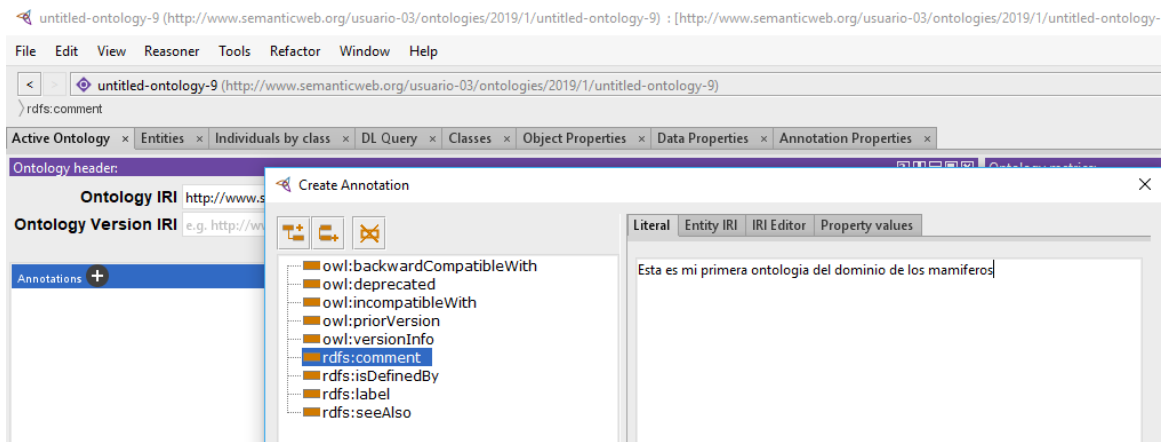 untitled-ontology-9 (http://www.semanticweb.org/usuario-03/ontologies/2019/1/untitled-ontology-9) : [http://www.semanticweb.org/usuario-03/ontologies/2019/1/untitled-ontology-
File Edit View Reasoner Tools Refactor Window Help
< > untitled-ontology-9 (http://www.semanticweb.org/usuario-03/ontologies/2019/1/untitled-ontology-9)
rdfs:comment
Active Ontology × Entities × Individuals by class × DL Query × Classes × Object Properties × Data Properties × Annotation Properties ×
Ontology header: Ontology metrics:
Ontology IRI http://www.s
Ontology Version IRI e.g. http://ww
Annotations
Create Annotation
owl:backwardCompatibleWith
owl:deprecated
owl:incompatibleWith
owl:priorVersion
owl:versionInfo
rdfs:comment
rdfs:isDefinedBy
rdfs:label
rdfs:seeAlso
Literal Entity IRI IRI Editor Property values
Esta es mi primera ontologia del dominio de los mamiferos